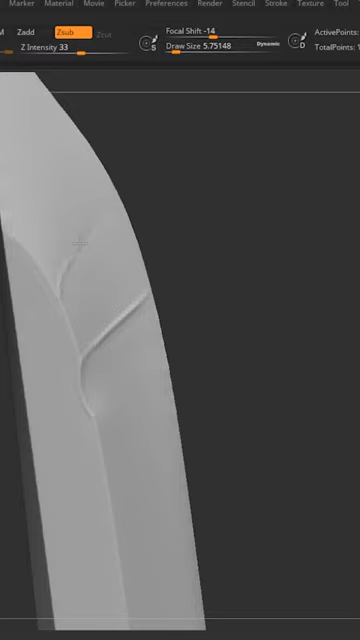 Marker Material Movie Picker Preferences Render Stencil Stroke Texture Tool
M Zadd Zsub Zcut Focal Shift -14 ActivePoints:
Z Intensity 33 S Draw Size 5.75148 Dynamic D TotalPoints: 1